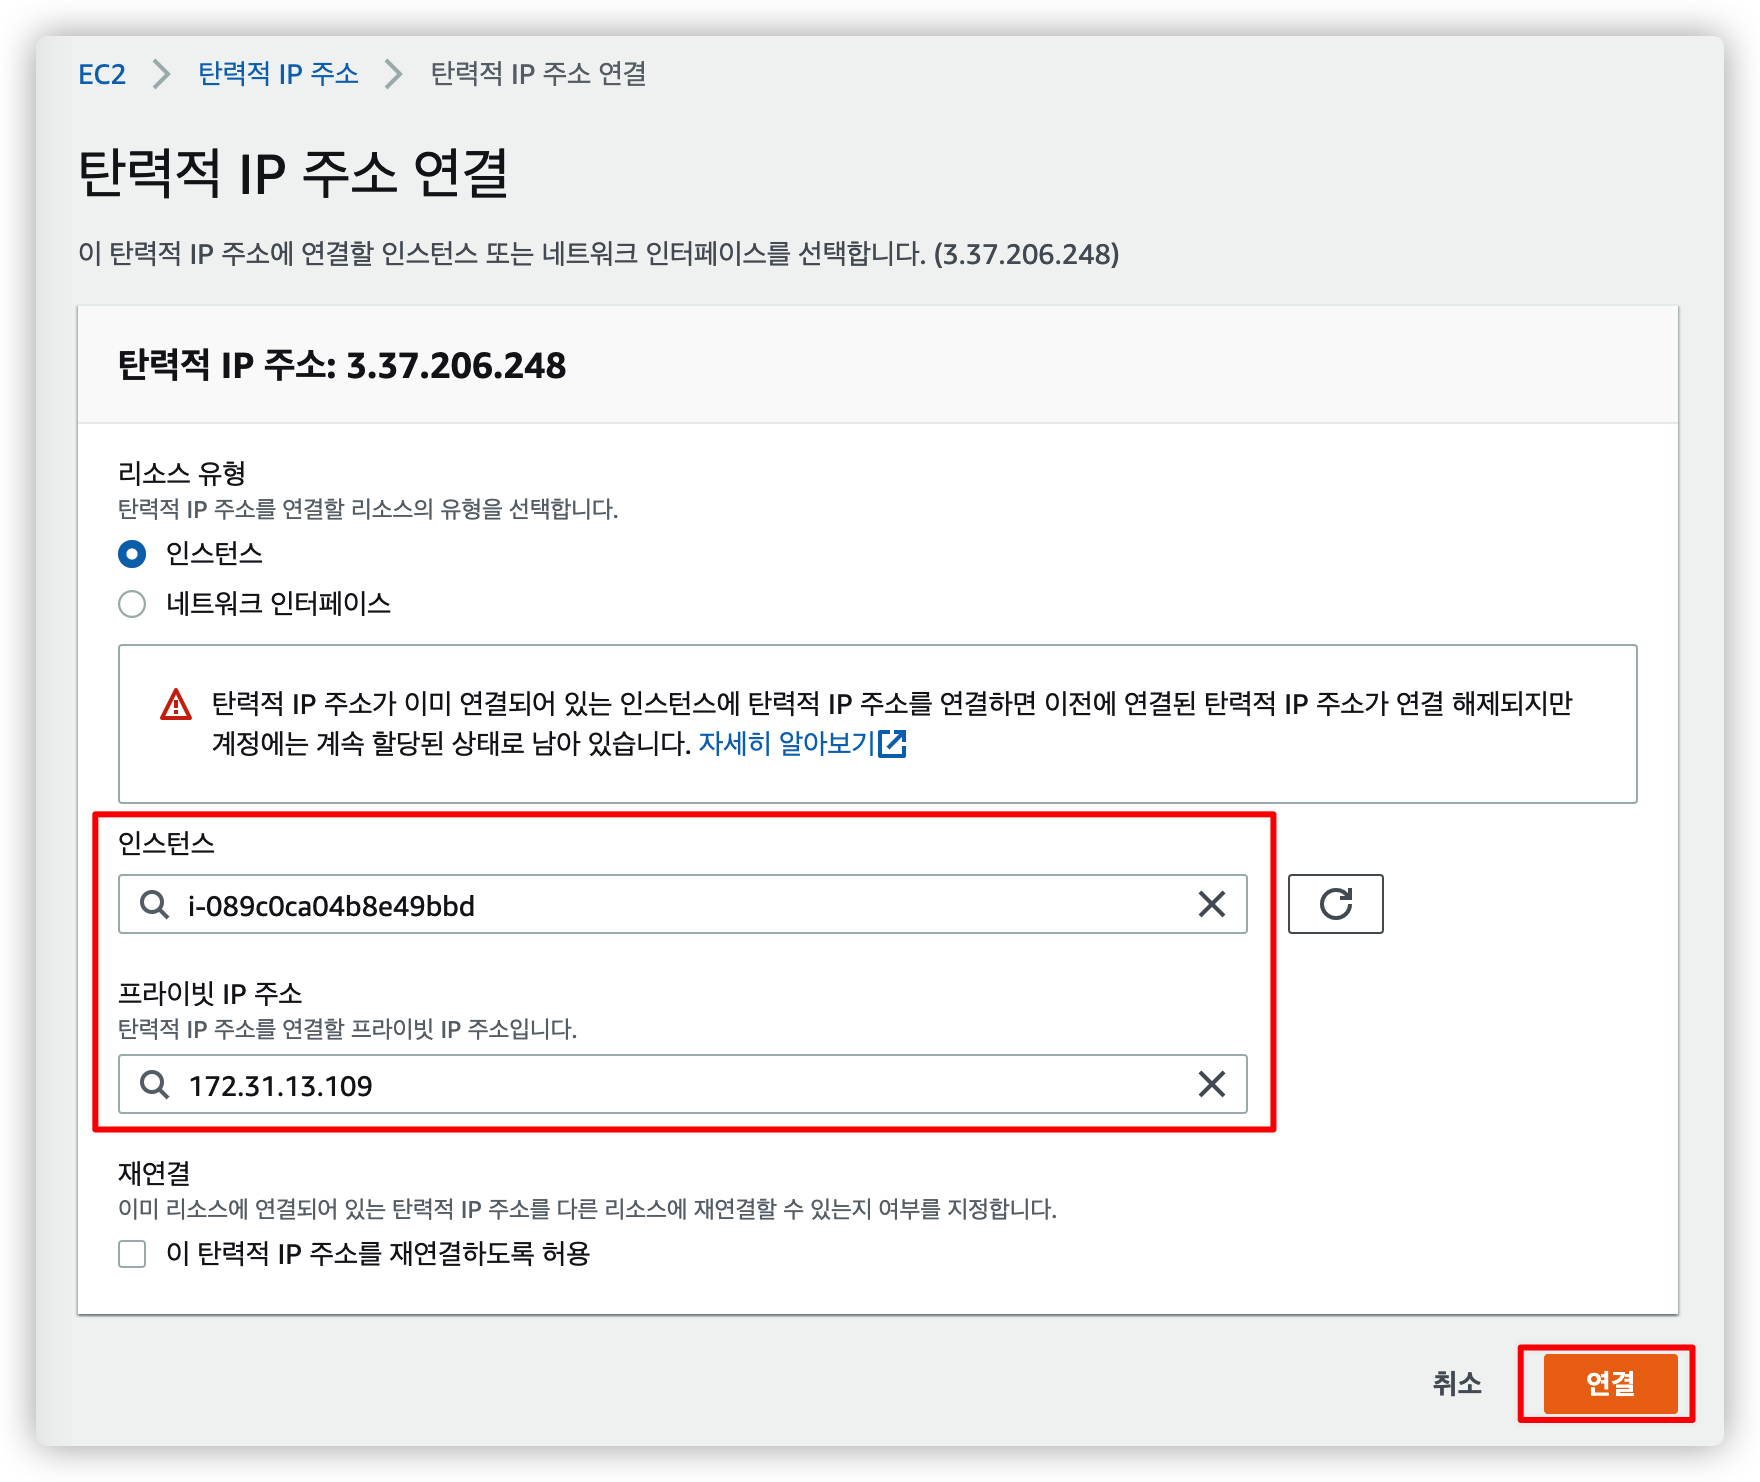 EC2 탄력적 IP 주소 탄력적 IP 주소 연결
탄력적 IP 주소 연결
이 탄력적 IP 주소에 연결할 인스턴스 또는 네트워크 인터페이스를 선택합니다. (3.37.206.248)
탄력적 IP 주소: 3.37.206.248
리소스 유형
탄력적 IP 주소를 연결할 리소스의 유형을 선택합니다.
인스턴스
네트워크 인터페이스
탄력적 IP 주소가 이미 연결되어 있는 인스턴스에 탄력적 IP 주소를 연결하면 이전에 연결된 탄력적 IP 주소가 연결 해제되지만
계정에는 계속 할당된 상태로 남아 있습니다. 자세히 알아보기
인스턴스
i-089c0ca04b8e49bbd
프라이빗 IP 주소
탄력적 IP 주소를 연결할 프라이빗 IP 주소입니다.
172.31.13.109
재연결
이미 리소스에 연결되어 있는 탄력적 IP 주소를 다른 리소스에 재연결할 수 있는지 여부를 지정합니다.
이 탄력적 IP 주소를 재연결하도록 허용
취소 연결